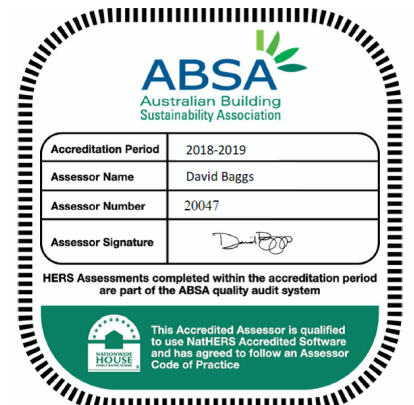 ABSA
Australian Building
Sustainability Association
Accreditation Period 2018-2019
Assessor Name David Baggs
Assessor Number 20047
Assessor Signature David Baggs
HERS Assessments completed within the accreditation period
are part of the ABSA quality audit system
NATIONWIDE
HOUSE
This Accredited Assessor is qualified
to use NatHERS Accredited Software
and has agreed to follow an Assessor
Code of Practice